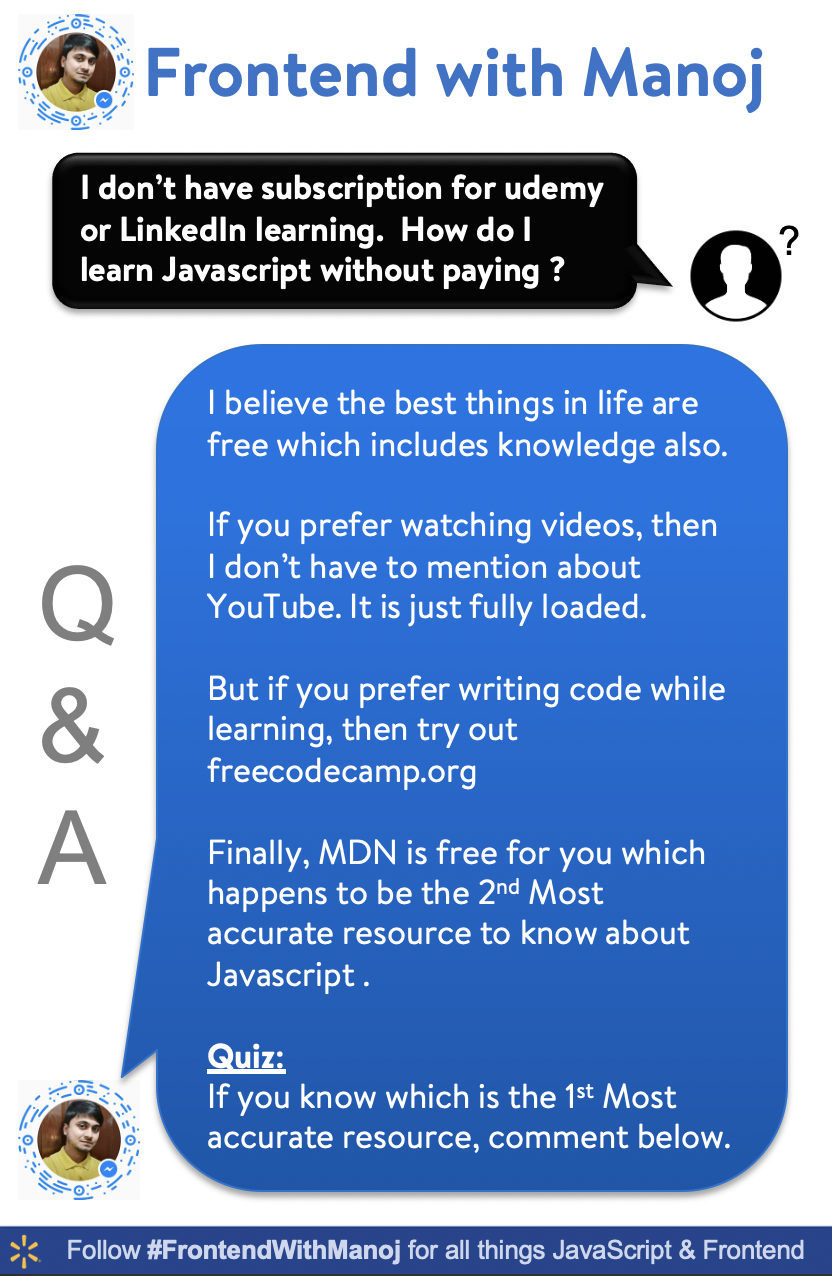 Frontend with Manoj
I don't have subscription for udemy
or LinkedIn learning.  How do I
learn Javascript without paying ?
?
I believe the best things in life are
free which includes knowledge also.
If you prefer watching videos, then
I don't have to mention about
YouTube. It is just fully loaded.
But if you prefer writing code while
learning, then try out
freecodecamp.org
Finally, MDN is free for you which
happens to be the 2nd Most
accurate resource to know about
Javascript .
Quiz:
If you know which is the 1st Most
accurate resource, comment below.
Q
&
A
Follow #FrontendWithManoj for all things JavaScript & Frontend